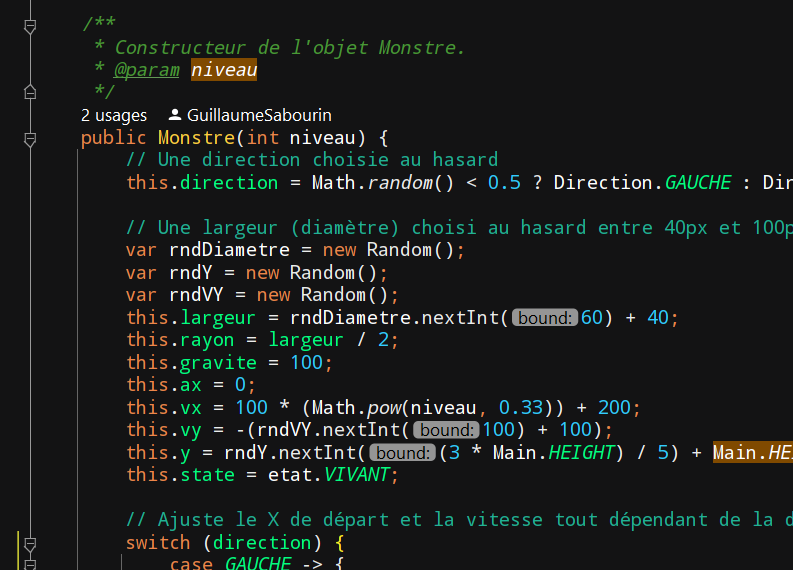 /**
* Constructeur de l'objet Monstre.
* @param niveau
*/
2 usages GuillaumeSabourin
public Monstre(int niveau) {
// Une direction choisie au hasard
this.direction = Math.random() < 0.5 ? Direction.GAUCHE : Dir
// Une largeur (diamètre) choisi au hasard entre 40px et 100p
var rndDiametre = new Random();
var rndY = new Random();
var rndVY = new Random();
this.largeur = rndDiametre.nextInt( bound: 60) + 40;
this.rayon = largeur / 2;
this.gravite = 100;
this.ax = 0;
this.vx = 100 * (Math.pow(niveau, 0.33)) + 200;
this.vy = -(rndVY.nextInt( bound: 100) + 100);
this.y = rndY.nextInt( bound: (3 * Main.HEIGHT) / 5) + Main.HE
this.state = etat.VIVANT;
// Ajuste le X de départ et la vitesse tout dépendant de la d
switch (direction) {
case GAUCHE -> {